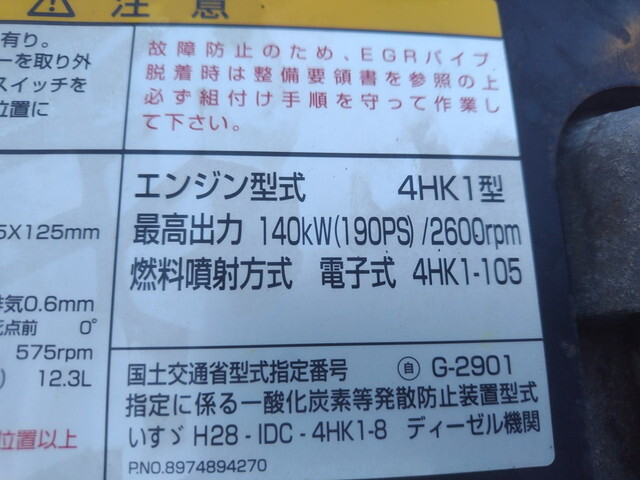 ⚠ 注意
有り。
ーを取り外
スイッチを
位置に
故障防止のため、EGRパイプ
脱着時は整備要領書を参照の上
必ず組付け手順を守って作業し
て下さい。
5X125mm
排気0.6mm
死点前 0°
575rpm
) 12.3L
位置以上
エンジン型式 4HK1型
最高出力 140kW(190PS)/2600rpm
燃料噴射方式 電子式 4HK1-105
国土交通省型式指定番号 自 G-2901
指定に係る一酸化炭素等発散防止装置型式
いすゞ H28-IDC-4HK1-8 ディーゼル機関
P.NO.8974894270